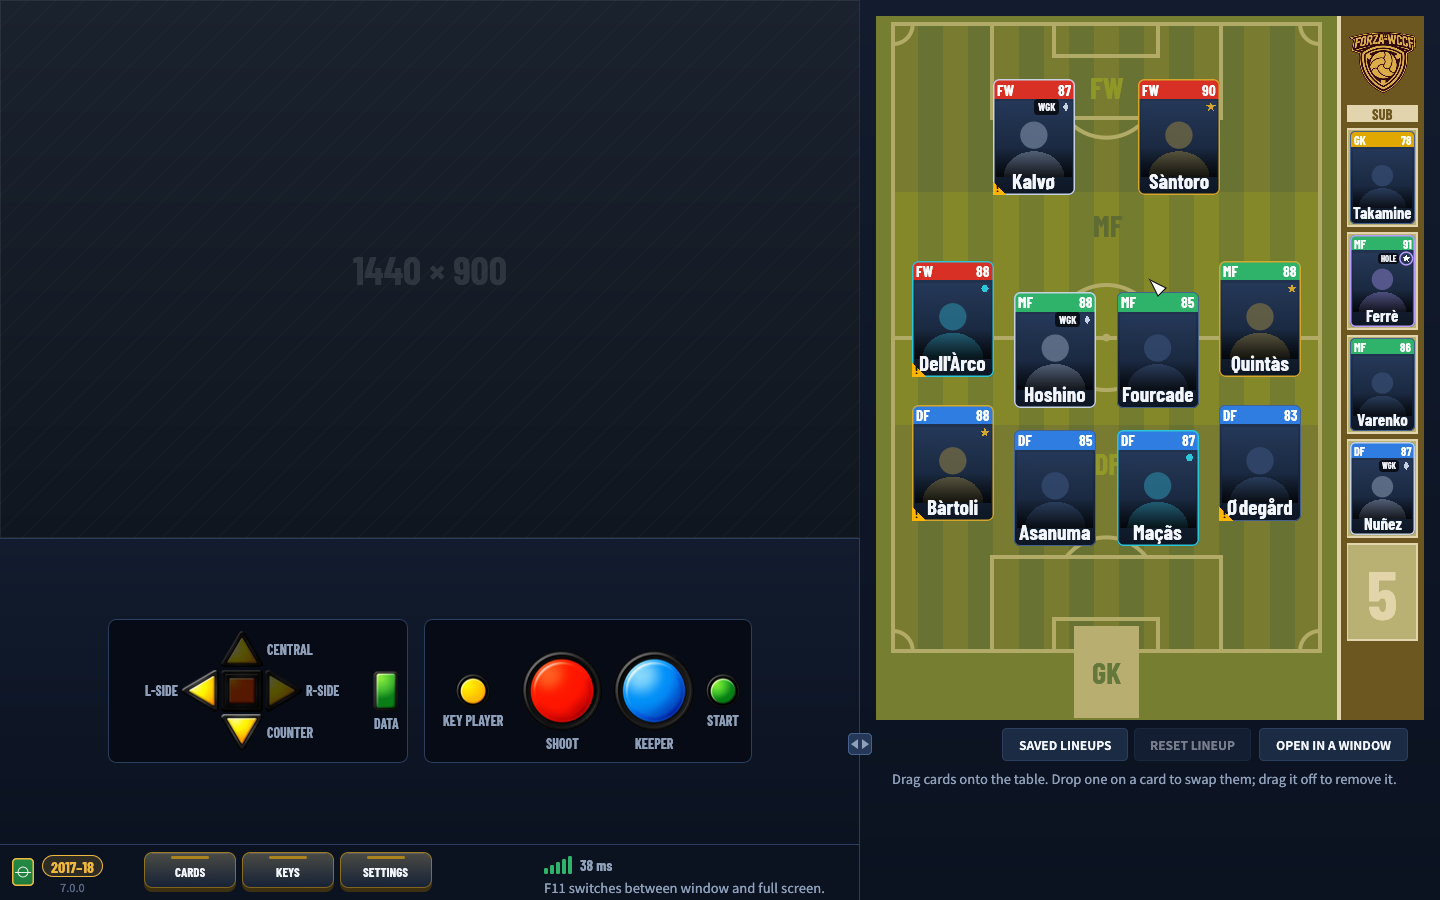 1440 × 900
CENTRAL
L-SIDE
R-SIDE
COUNTER
DATA
KEY PLAYER
SHOOT
KEEPER
START
2017-18
7.0.0
CARDS
KEYS
SETTINGS
38 ms
F11 switches between window and full screen.
FW
FW 87
WGK
Kalvø
FW 90
Sàntoro
MF
FW 88
Dell'Àrco
MF 88
WGK
Hoshino
MF 85
Fourcade
MF 88
Quintàs
DF
DF 88
Bàrtoli
DF 85
Asanuma
DF 87
Maçãs
DF 83
Ødegård
GK
FORZA-WCCF
SUB
GK 78
Takamine
MF 91
HOLE
Ferrè
MF 86
Varenko
DF 87
WGK
Nuñez
5
SAVED LINEUPS
RESET LINEUP
OPEN IN A WINDOW
Drag cards onto the table. Drop one on a card to swap them; drag it off to remove it.